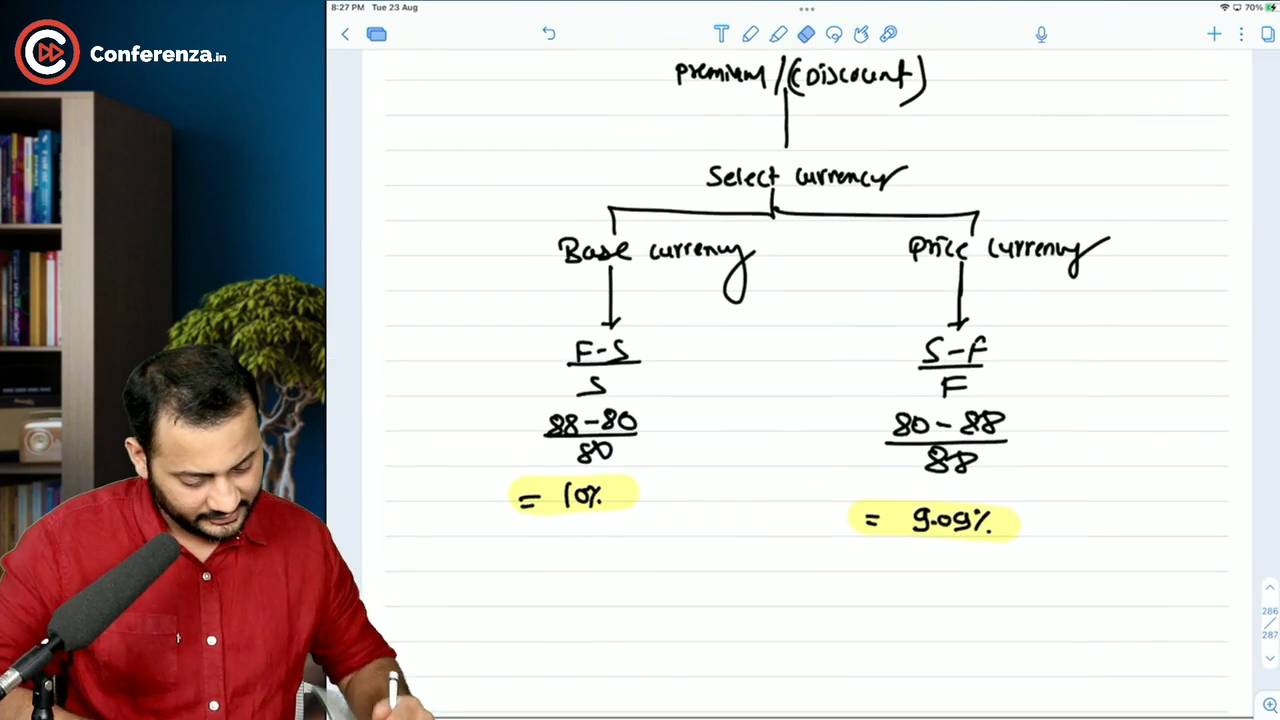 8:27 PM Tue 23 Aug
70%
Conferenza.in
T
Premium/(Discount)
Select currency
Base currency
Price currency
F-S
S
88-80
80
= 10%
S-F
F
80-88
88
= 9.09%
286
287